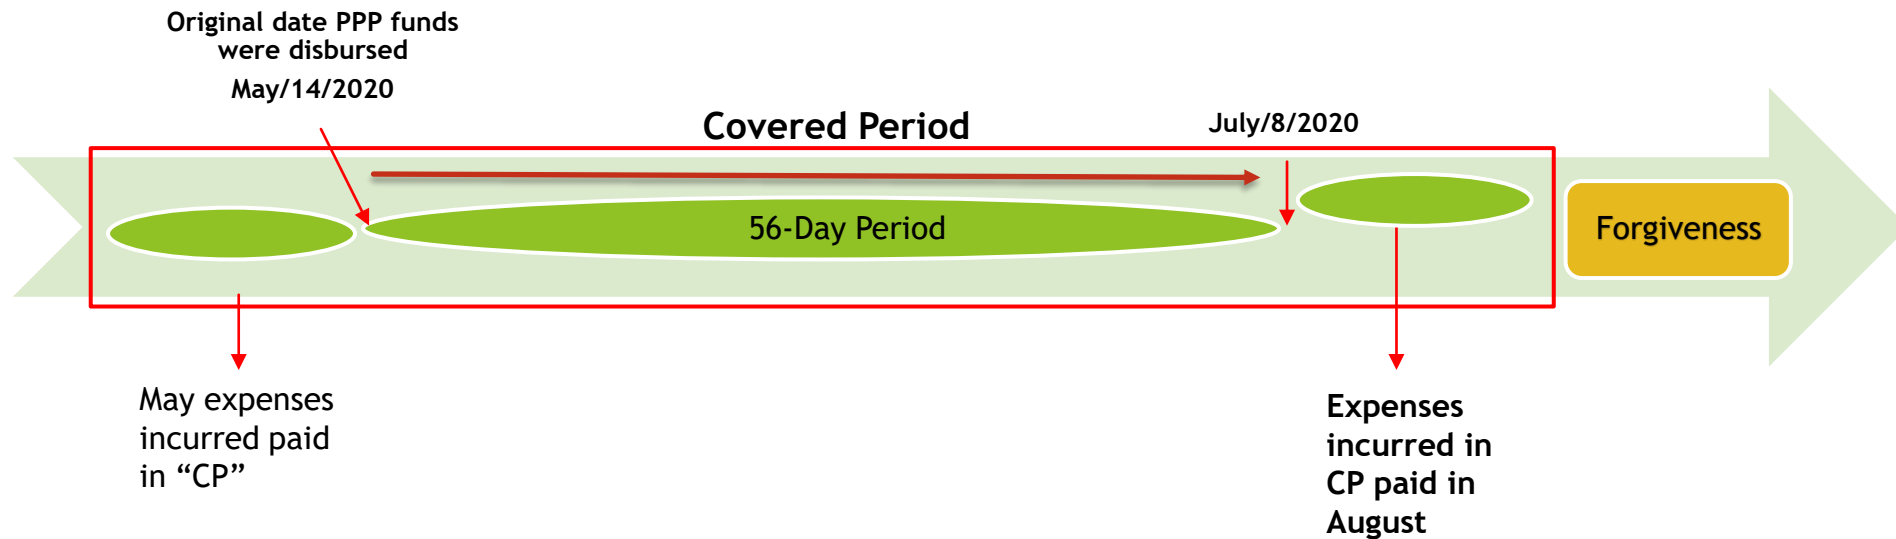 Original date PPP funds
were disbursed
May/14/2020
Covered Period
July/8/2020
56-Day Period
Forgiveness
May expenses
incurred paid
in “CP”
Expenses
incurred in
CP paid in
August